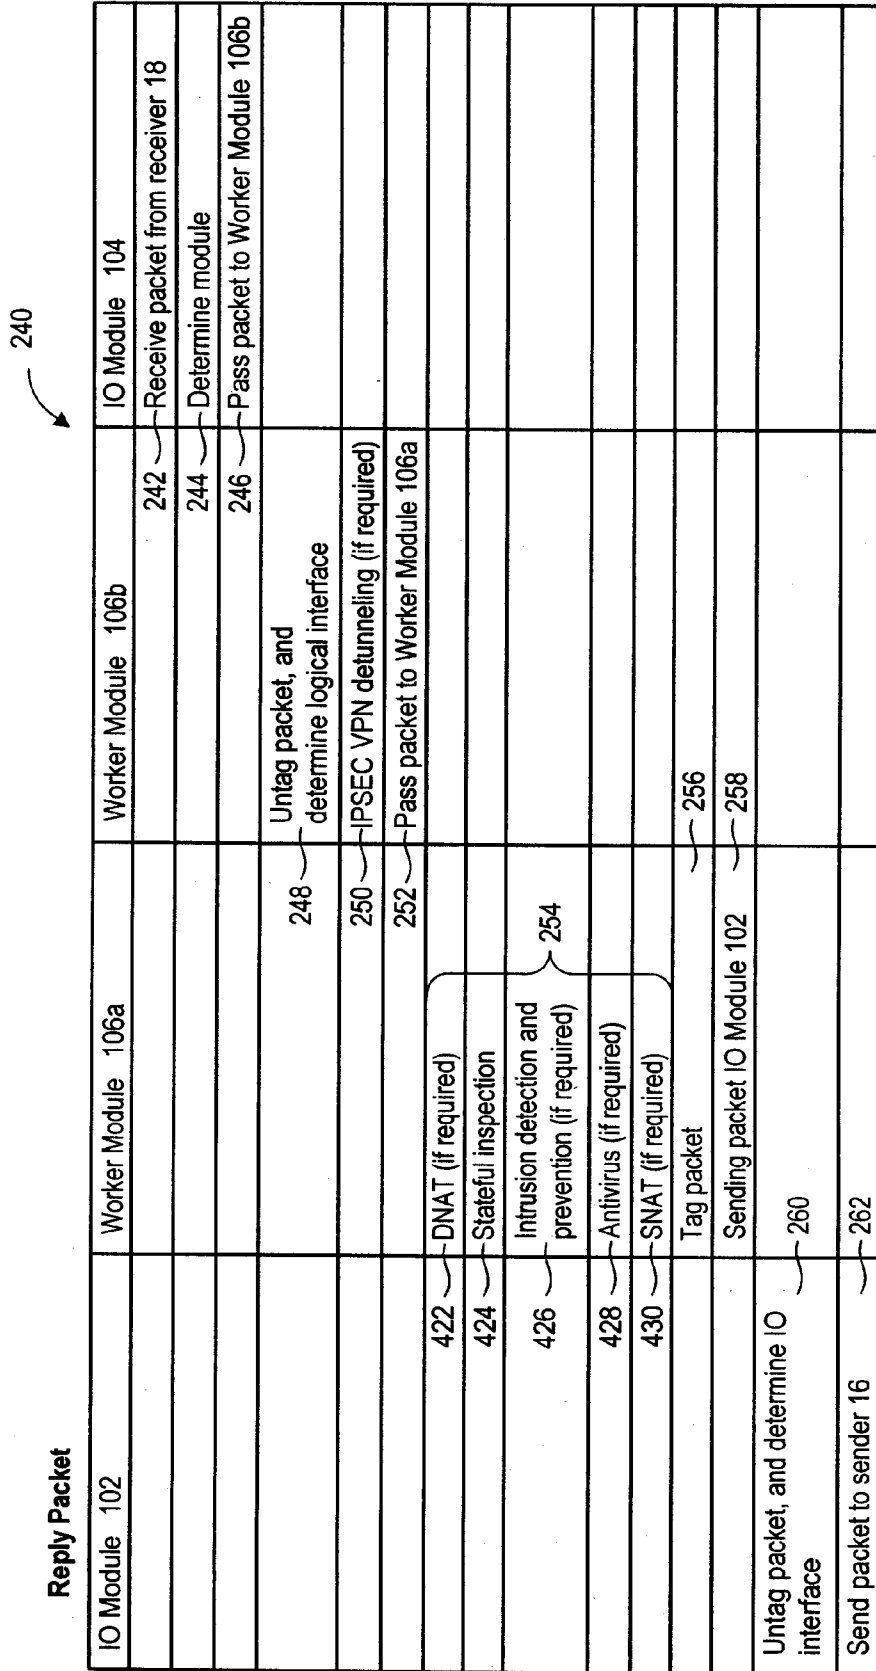 240
Reply Packet
IO Module 102
Worker Module 106a
Worker Module 106b
IO Module 104
242
Receive packet from receiver 18
244
Determine module
246
Pass packet to Worker Module 106b
248
Untag packet, and
determine logical interface
250
IPSEC VPN detunneling (if required)
252
Pass packet to Worker Module 106a
422
DNAT (if required)
424
Stateful inspection
254
426
Intrusion detection and
prevention (if required)
428
Antivirus (if required)
430
SNAT (if required)
Tag packet
256
Sending packet IO Module 102
258
Untag packet, and determine IO
interface
260
Send packet to sender 16
262